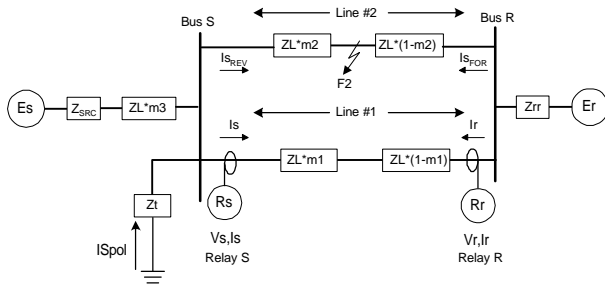 Bus S
Line #2
Bus R
ZL*m2
ZL*(1-m2)
IsREV
F2
IsFOR
Es
ZSRC
ZL*m3
Line #1
Zrr
Er
Is
Ir
ZL*m1
ZL*(1-m1)
Zt
Rs
Rr
ISpol
Vs,Is
Vr,Ir
Relay S
Relay R